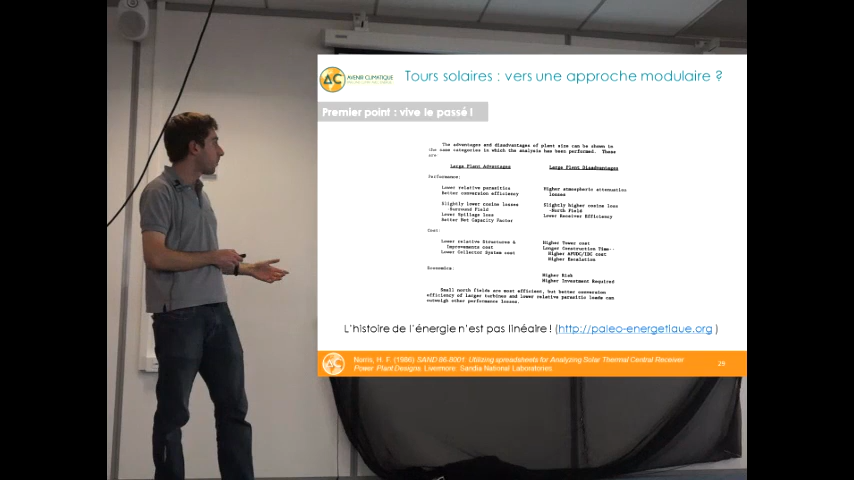 AVENIR CLIMATIQUE
Tours solaires : vers une approche modulaire ?
Premier point : vive le passé !
The advantages and disadvantages of plant size can be shown in
the same categories in which the analysis has been performed. These
are
Large Plant Advantages Large Plant Disadvantages
Performance:
Lower relative parasitics Higher atmospheric attenuation
Better conversion efficiency losses
Slightly lower cosine losses Slightly higher cosine loss
-Surround Field -North Field
Lower Spillage loss Lower Receiver Efficiency
Better Net Capacity Factor
Cost:
Lower relative Structures & Higher Tower cost
Improvements cost Longer Construction Time--
Lower Collector System cost Higher AFUDC/IDC cost
Higher Escalation
Economics:
Higher Risk
Higher Investment Required
Small north fields are most efficient, but better conversion
efficiency of larger turbines and lower relative parasitic loads can
outweigh other performance losses.
L'histoire de l'énergie n'est pas linéaire ! (http://paleo-energetique.org )
Norris, H. F. (1986) SAND 86-8001. Utilizing spreadsheets for Analyzing Solar Thermal Central Receiver
Power Plant Designs. Livermore: Sandia National Laboratories.